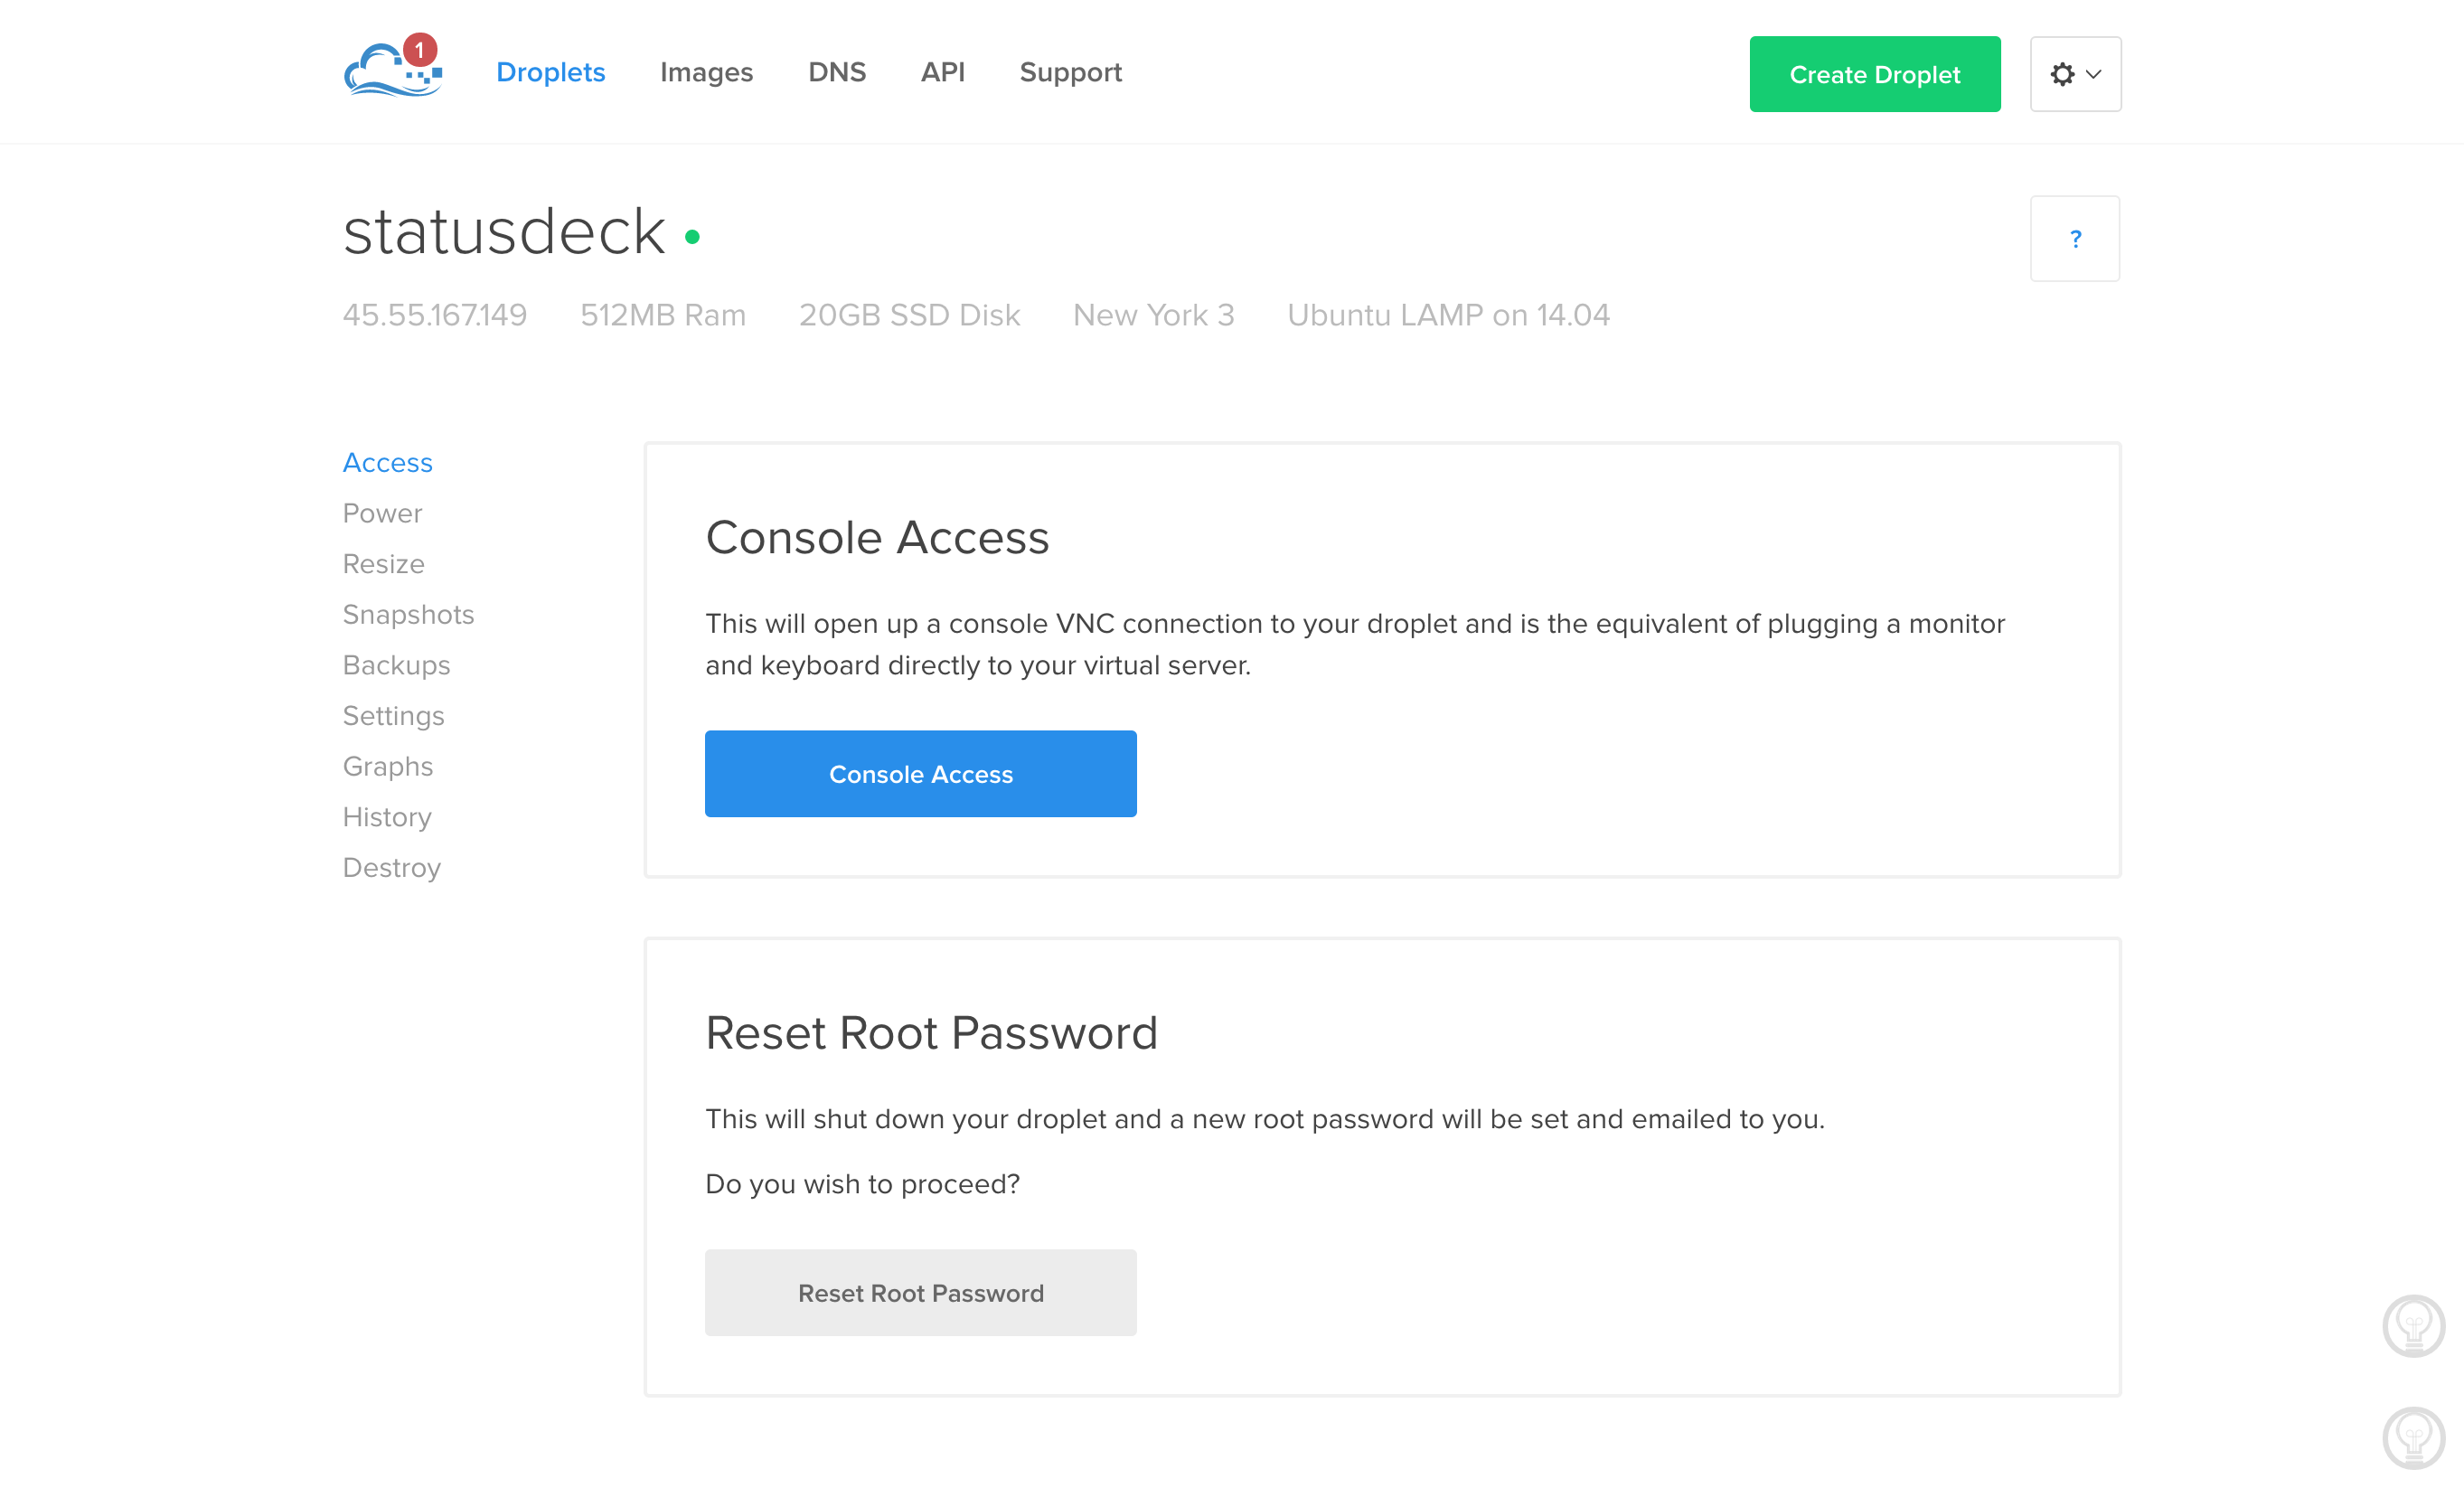 1
Droplets Images DNS API Support
Create Droplet
statusdeck
?
45.55.167.149 512MB Ram 20GB SSD Disk New York 3 Ubuntu LAMP on 14.04
Access
Power
Resize
Snapshots
Backups
Settings
Graphs
History
Destroy
Console Access
This will open up a console VNC connection to your droplet and is the equivalent of plugging a monitor
and keyboard directly to your virtual server.
Console Access
Reset Root Password
This will shut down your droplet and a new root password will be set and emailed to you.
Do you wish to proceed?
Reset Root Password